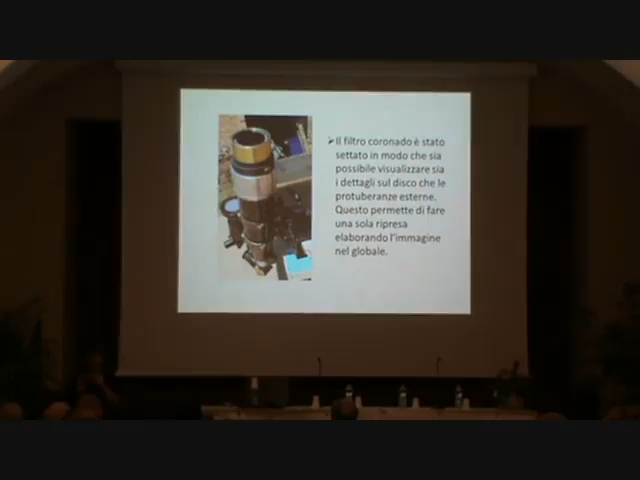 ➢Il filtro coronado è stato
settato in modo che sia
possibile visualizzare sia
i dettagli sul disco che le
protuberanze esterne.
Questo permette di fare
una sola ripresa
elaborando l'immagine
nel globale.